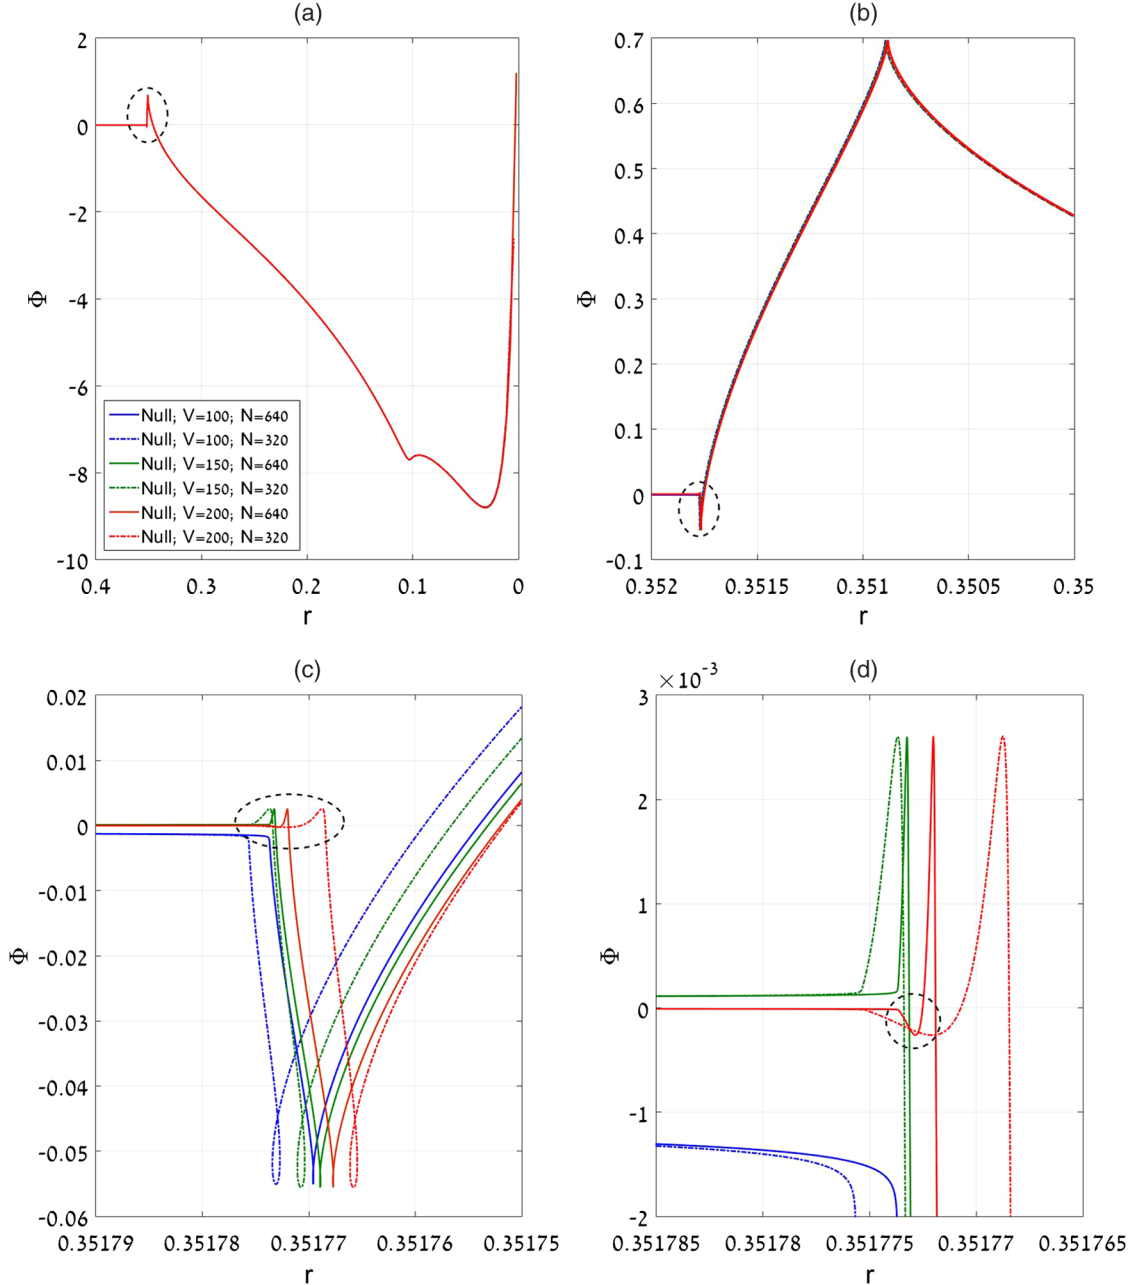 (a)
2
0
-2
-4
-6
-8
-10
0.4 0.3 0.2 0.1 0
r
Φ
Null; V=100; N=640
Null; V=100; N=320
Null; V=150; N=640
Null; V=150; N=320
Null; V=200; N=640
Null; V=200; N=320
(b)
0.7
0.6
0.5
0.4
0.3
0.2
0.1
0
-0.1
0.352 0.3515 0.351 0.3505 0.35
r
Φ
(c)
0.02
0.01
0
-0.01
-0.02
-0.03
-0.04
-0.05
-0.06
0.35179 0.35178 0.35177 0.35176 0.35175
r
Φ
(d)
×10⁻³
3
2
1
0
-1
-2
0.351785 0.35178 0.351775 0.35177 0.351765
r
Φ